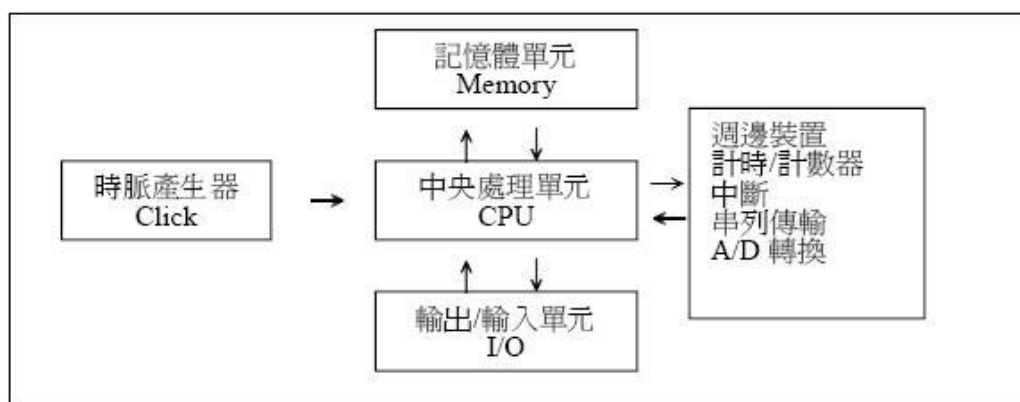 記憶體單元
Memory
時脈產生器
Click
中央處理單元
CPU
週邊裝置
計時/計數器
中斷
串列傳輸
A/D 轉換
輸出/輸入單元
I/O